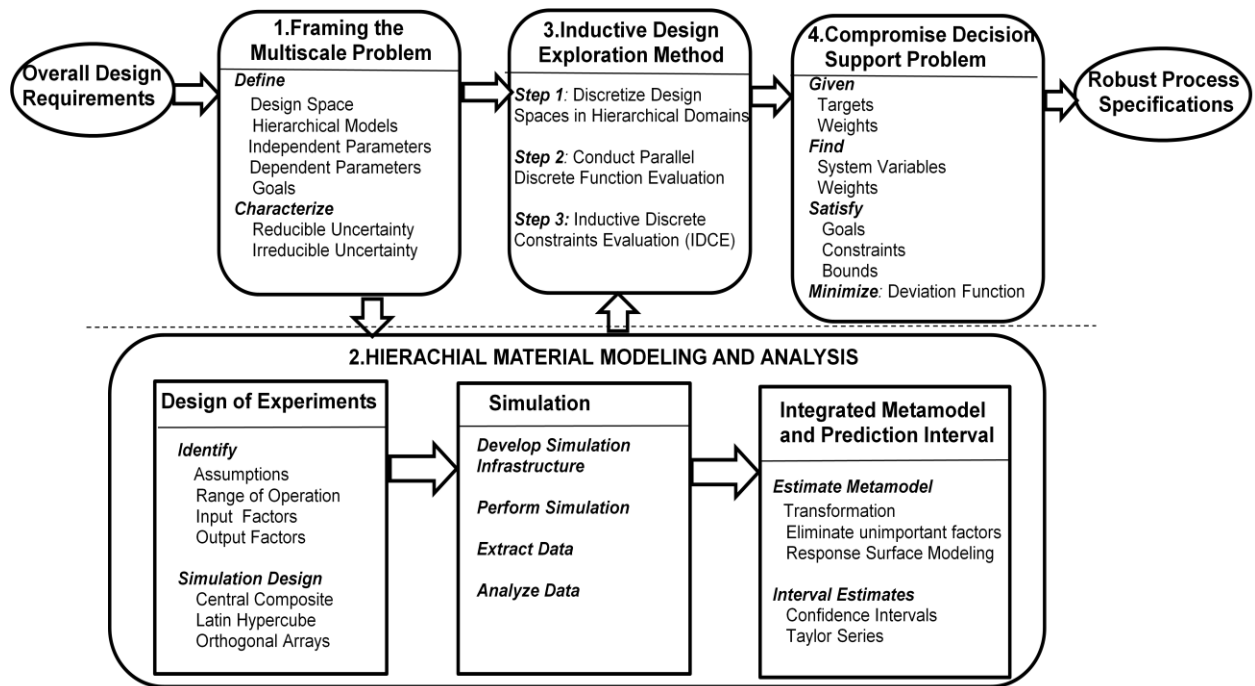 Overall Design
Requirements
1.Framing the
Multiscale Problem
Define
Design Space
Hierarchical Models
Independent Parameters
Dependent Parameters
Goals
Characterize
Reducible Uncertainty
Irreducible Uncertainty
3.Inductive Design
Exploration Method
Step 1: Discretize Design
Spaces in Hierarchical Domains
Step 2: Conduct Parallel
Discrete Function Evaluation
Step 3: Inductive Discrete
Constraints Evaluation (IDCE)
4.Compromise Decision
Support Problem
Given
Targets
Weights
Find
System Variables
Weights
Satisfy
Goals
Constraints
Bounds
Minimize: Deviation Function
Robust Process
Specifications
2.HIERACHIAL MATERIAL MODELING AND ANALYSIS
Design of Experiments
Identify
Assumptions
Range of Operation
Input Factors
Output Factors
Simulation Design
Central Composite
Latin Hypercube
Orthogonal Arrays
Simulation
Develop Simulation
Infrastructure
Perform Simulation
Extract Data
Analyze Data
Integrated Metamodel
and Prediction Interval
Estimate Metamodel
Transformation
Eliminate unimportant factors
Response Surface Modeling
Interval Estimates
Confidence Intervals
Taylor Series